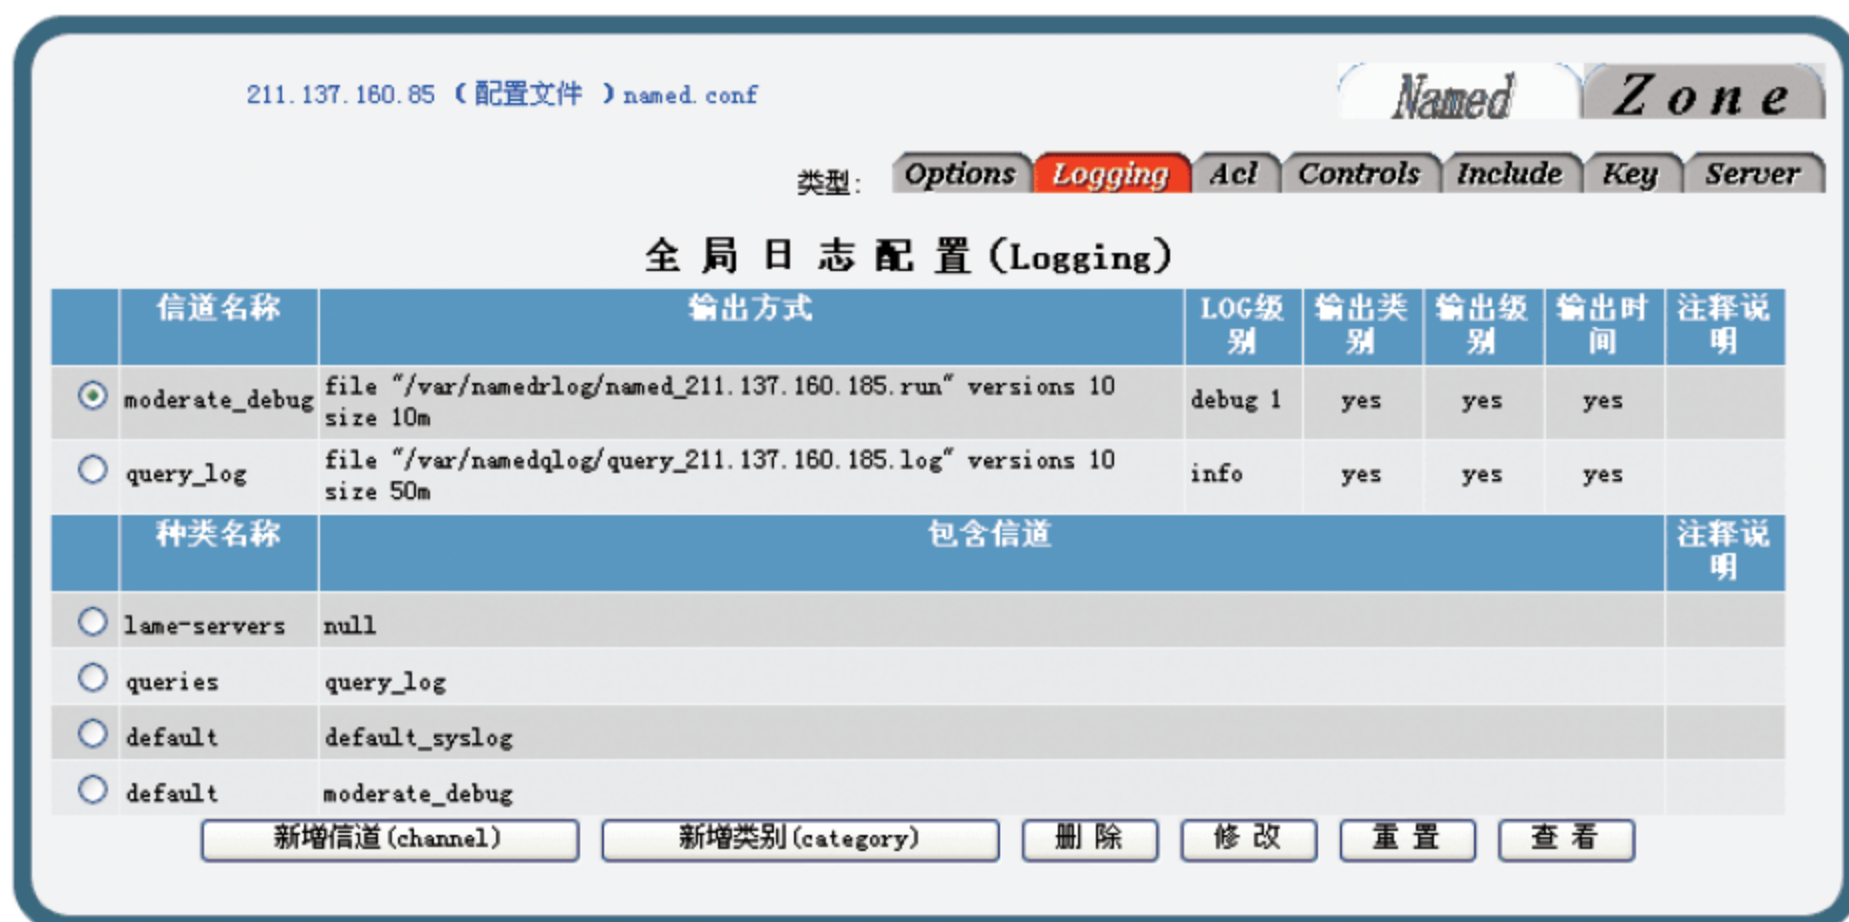 211.137.160.85 (配置文件 )named.conf
Named Zone
类型: Options Logging Acl Controls Include Key Server
全局日志配置(Logging)
信道名称 输出方式 LOG级别 输出类别 输出级别 输出时间 注释说明
moderate_debug file "/var/namedrlog/named_211.137.160.185.run" versions 10 size 10m debug 1 yes yes yes
query_log file "/var/namedqlog/query_211.137.160.185.log" versions 10 size 50m info yes yes yes
种类名称 包含信道 注释说明
lame-servers null
queries query_log
default default_syslog
default moderate_debug
新增信道(channel) 新增类别(category) 删除 修改 重置 查看